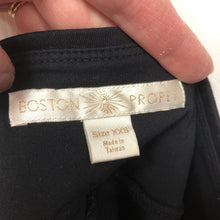 BOSTON PROPER
Size XXS
Made in
Taiwan